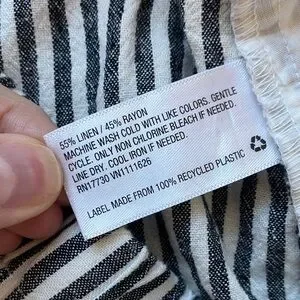 55% LINEN / 45% RAYON
MACHINE WASH COLD WITH LIKE COLORS. GENTLE
CYCLE. ONLY NON CHLORINE BLEACH IF NEEDED.
LINE DRY. COOL IRON IF NEEDED.
RN17730 VN1111626
LABEL MADE FROM 100% RECYCLED PLASTIC